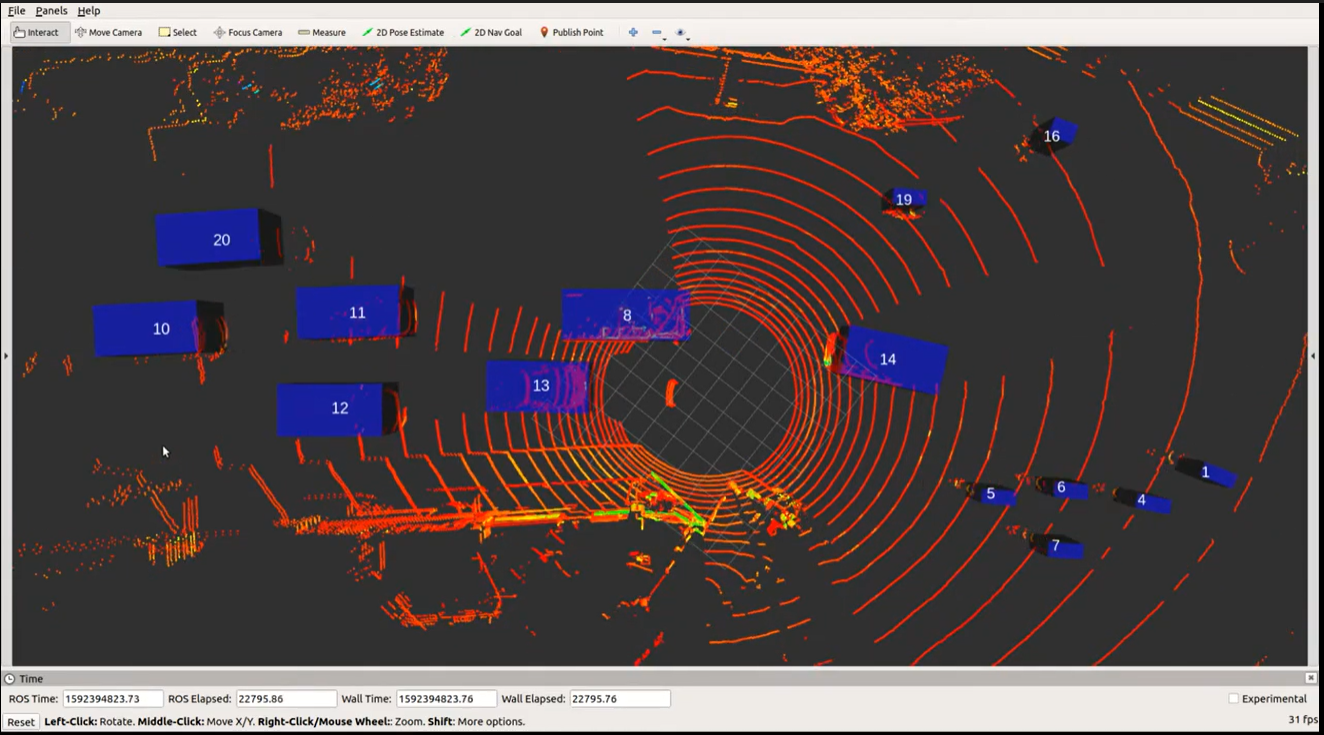 File Panels Help
Interact Move Camera Select Focus Camera Measure 2D Pose Estimate 2D Nav Goal Publish Point
16
19
20
11
8
10
14
13
12
1
5
6
4
7
Time
ROS Time: 1592394823.73 ROS Elapsed: 22795.86 Wall Time: 1592394823.76 Wall Elapsed: 22795.76 Experimental
Reset Left-Click: Rotate. Middle-Click: Move X/Y. Right-Click/Mouse Wheel:: Zoom. Shift: More options. 31 fps